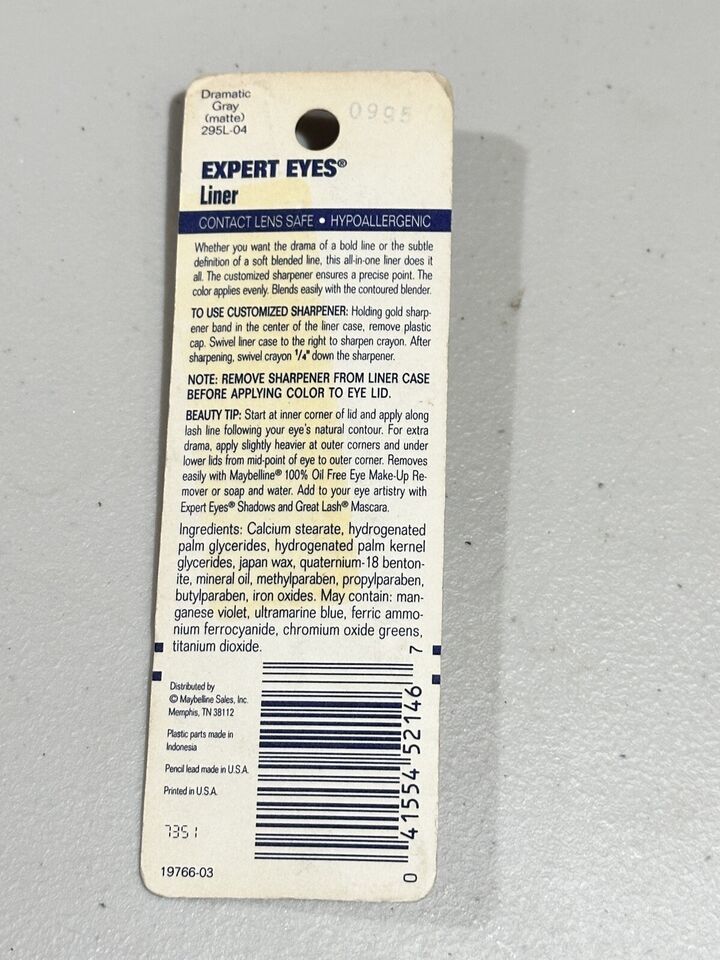 Dramatic
Gray
(matte)
295L-04
0995
EXPERT EYES®
Liner
CONTACT LENS SAFE • HYPOALLERGENIC
Whether you want the drama of a bold line or the subtle
definition of a soft blended line, this all-in-one liner does it
all. The customized sharpener ensures a precise point. The
color applies evenly. Blends easily with the contoured blender.
TO USE CUSTOMIZED SHARPENER: Holding gold sharp-
ener band in the center of the liner case, remove plastic
cap. Swivel liner case to the right to sharpen crayon. After
sharpening, swivel crayon 1/4" down the sharpener.
NOTE: REMOVE SHARPENER FROM LINER CASE
BEFORE APPLYING COLOR TO EYE LID.
BEAUTY TIP: Start at inner corner of lid and apply along
lash line following your eye's natural contour. For extra
drama, apply slightly heavier at outer corners and under
lower lids from mid-point of eye to outer corner. Removes
easily with Maybelline® 100% Oil Free Eye Make-Up Re-
mover or soap and water. Add to your eye artistry with
Expert Eyes® Shadows and Great Lash® Mascara.
Ingredients: Calcium stearate, hydrogenated
palm glycerides, hydrogenated palm kernel
glycerides, japan wax, quaternium-18 benton-
ite, mineral oil, methylparaben, propylparaben,
butylparaben, iron oxides. May contain: man-
ganese violet, ultramarine blue, ferric ammo-
nium ferrocyanide, chromium oxide greens,
titanium dioxide.
Distributed by
© Maybelline Sales, Inc.
Memphis, TN 38112
Plastic parts made in
Indonesia
Pencil lead made in U.S.A.
Printed in U.S.A.
7351
19766-03
0 41554 52146 7